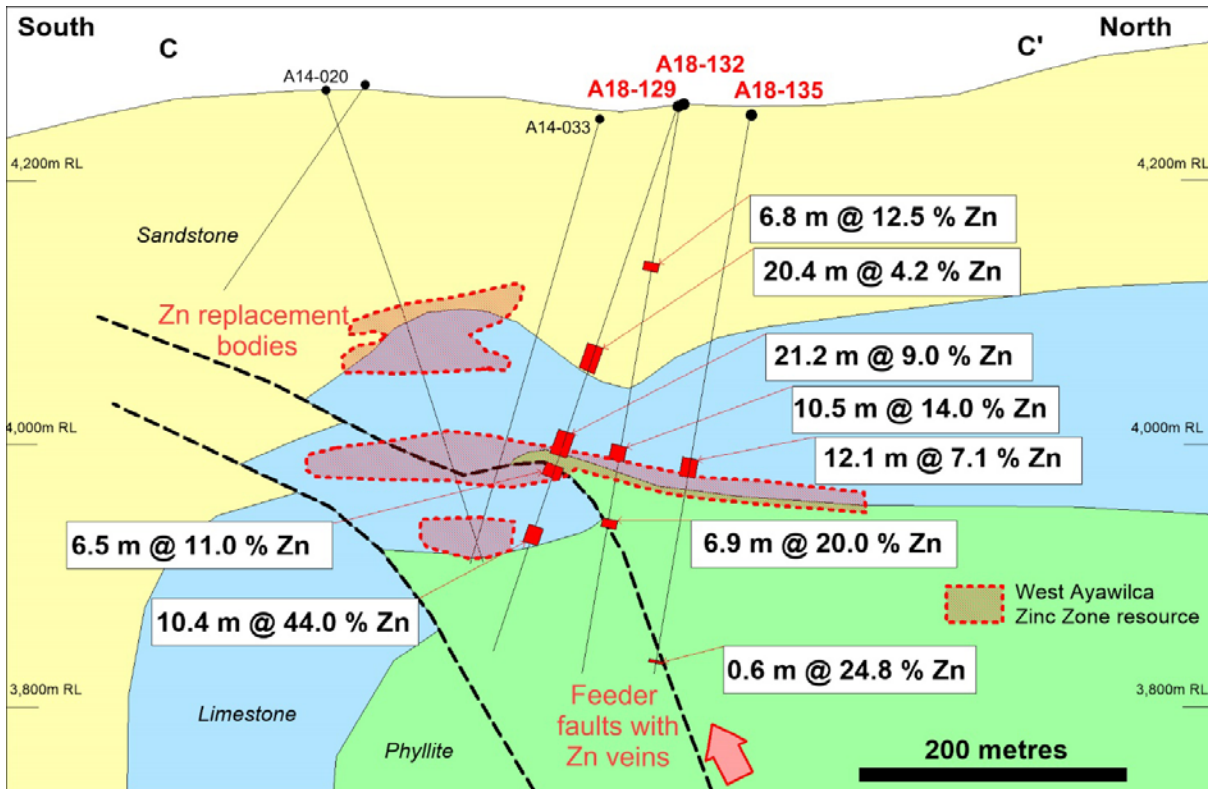 South
North
C
C'
A18-132
A14-020
A18-129
A18-135
A14-033
4,200m RL
4,200m RL
6.8 m @ 12.5 % Zn
Sandstone
20.4 m @ 4.2 % Zn
Zn replacement
bodies
21.2 m @ 9.0 % Zn
10.5 m @ 14.0 % Zn
4,000m RL
4,000m RL
12.1 m @ 7.1 % Zn
6.5 m @ 11.0 % Zn
6.9 m @ 20.0 % Zn
West Ayawilca
Zinc Zone resource
10.4 m @ 44.0 % Zn
0.6 m @ 24.8 % Zn
3,800m RL
3,800m RL
Limestone
Feeder
faults with
Zn veins
Phyllite
200 metres